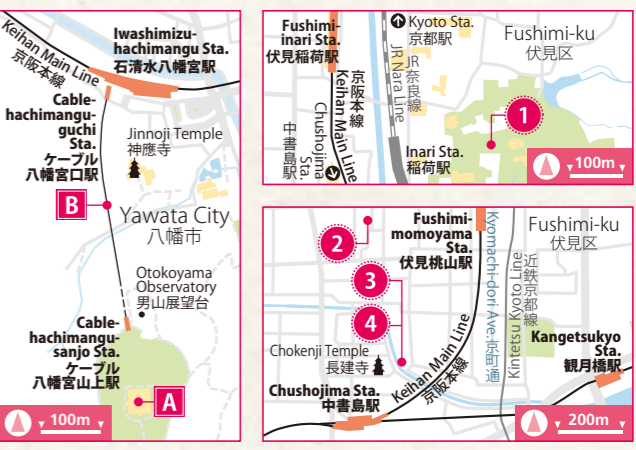 Keihan Main Line
京阪本線
Iwashimizu-
hachimangu Sta.
石清水八幡宮駅
Cable-
hachimangu-
guchi
Sta.
ケーブル
八幡宮口駅
Jinnoji Temple
神應寺
B
Yawata City
八幡市
Otokoyama
Observatory
男山展望台
Cable-
hachimangu-
sanjo Sta.
ケーブル
八幡宮山上駅
A
100m
Fushimi-
inari Sta.
伏見稲荷駅
Kyoto Sta.
京都駅
Fushimi-ku
伏見区
JR Nara Line
JR奈良線
京阪本線
Keihan Main Line
Chushojima
Sta.
中書島駅
1
Inari Sta.
稲荷駅
100m
2
Fushimi-
momoyama
Sta.
伏見桃山駅
Kyomachi-dori Ave. 京町通
Fushimi-ku
伏見区
近鉄京都線
Kintetsu Kyoto Line
3
4
Chokenji Temple
長建寺
Keihan Main Line
京阪本線
Kangetsukyo
Sta.
観月橋駅
Chushojima Sta.
中書島駅
200m